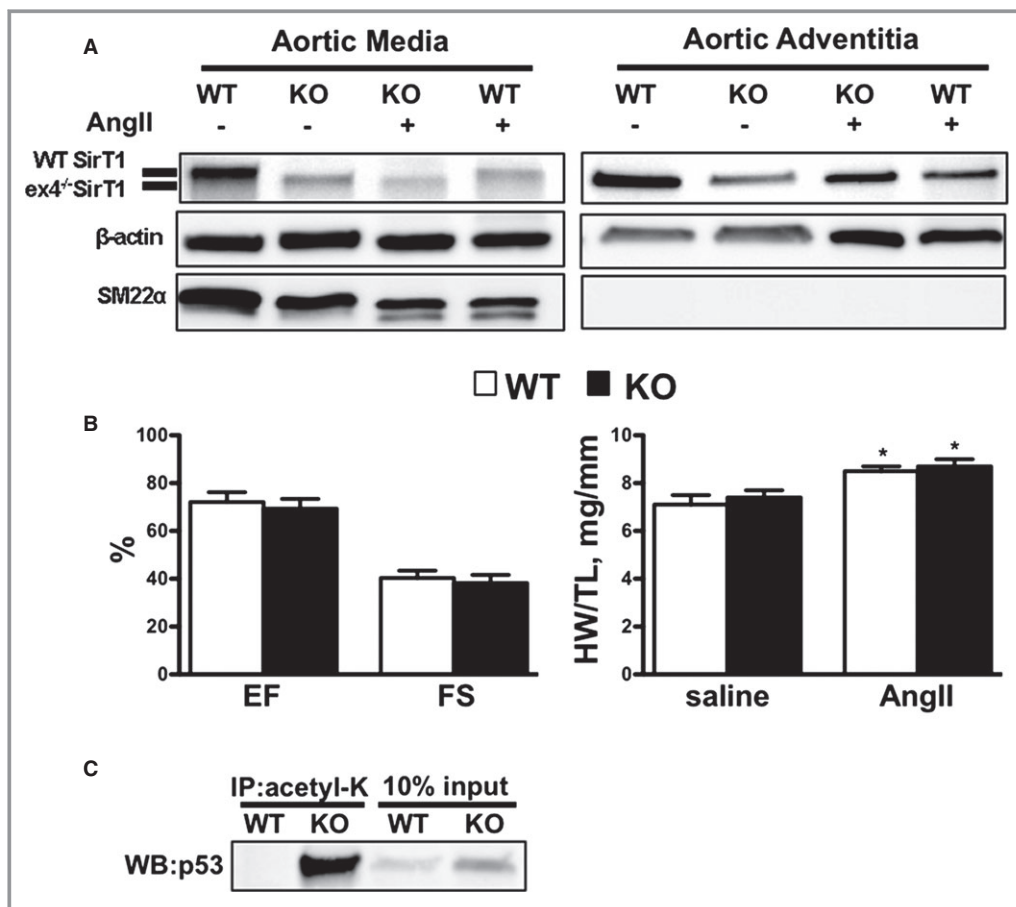 A
Aortic Media
Aortic Adventitia
WT KO KO WT
WT KO KO WT
AngII - - + +
- - + +
WT SirT1
ex4-/-SirT1
β-actin
SM22α
□ WT ■ KO
B
100
80
60
40
20
0
%
EF FS
10
8
6
4
2
0
HW/TL, mg/mm
* *
saline AngII
C
IP:acetyl-K 10% input
WT KO WT KO
WB:p53